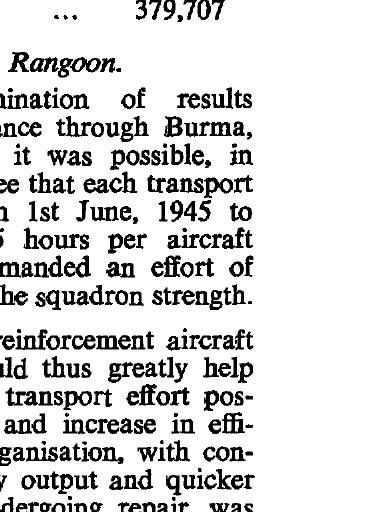 ... 379,707
Rangoon.
ination of results
ance through Burma,
it was possible, in
ee that each transport
1st June, 1945 to
hours per aircraft
manded an effort of
he squadron strength.
reinforcement aircraft
ld thus greatly help
transport effort pos-
and increase in effi-
ganisation, with con-
y output and quicker
dergoing repair, was